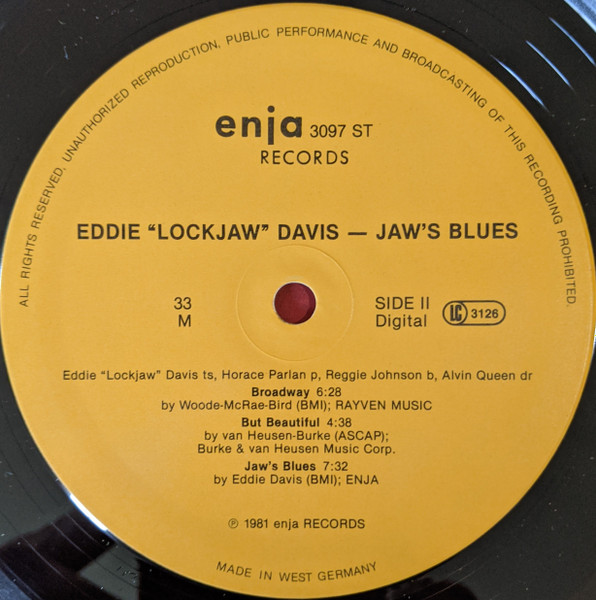 ALL RIGHTS RESERVED, UNAUTHORIZED REPRODUCTION, PUBLIC PERFORMANCE AND BROADCASTING OF THIS RECORDING PROHIBITED.
enja 3097 ST
RECORDS
EDDIE “LOCKJAW” DAVIS — JAW'S BLUES
33 SIDE II LC 3126
M Digital
Eddie “Lockjaw” Davis ts, Horace Parlan p, Reggie Johnson b, Alvin Queen dr
Broadway 6:28
by Woode-McRae-Bird (BMI); RAYVEN MUSIC
But Beautiful 4:38
by van Heusen-Burke (ASCAP);
Burke & van Heusen Music Corp.
Jaw's Blues 7:32
by Eddie Davis (BMI); ENJA
℗ 1981 enja RECORDS
MADE IN WEST GERMANY